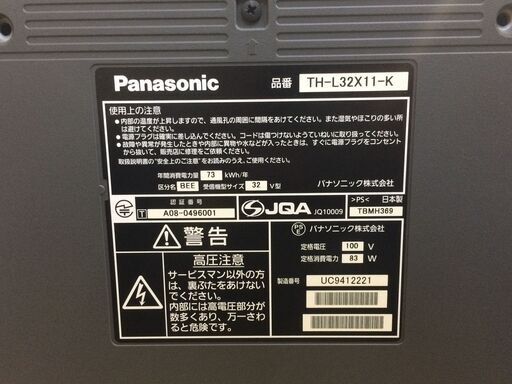 Panasonic 品番 TH-L32X11-K
使用上の注意
●内部の温度が上昇しますので、通風孔の周囲に間隔をあけてください。また湿気やほこりの多い所は避けてください。
●電源プラグは確実に差し込んでください。コードは傷つけないようていねいに取り扱ってください。
●故障や異常が発生したときや内部に異物や水などが入ったときは、すぐに電源プラグをコンセントから抜いて、販売店に修理をご依頼ください。
取扱説明書の"安全上のご注意"をお読みのうえ、ご使用ください。
年間消費電力量 73 kWh/年
区分名 BEE 受信機型サイズ 32 V型
パナソニック株式会社
認証番号
T A08-0496001
S JQA JQ10009
>PS< 日本製
TBMH369
警告
高圧注意
サービスマン以外の方は、裏ぶたをあけないでください。
内部には高電圧部分が数多くあり、万一さわると危険です。
PS E パナソニック株式会社
定格電圧 100 V
定格消費電力 83 W
製造番号 UC9412221